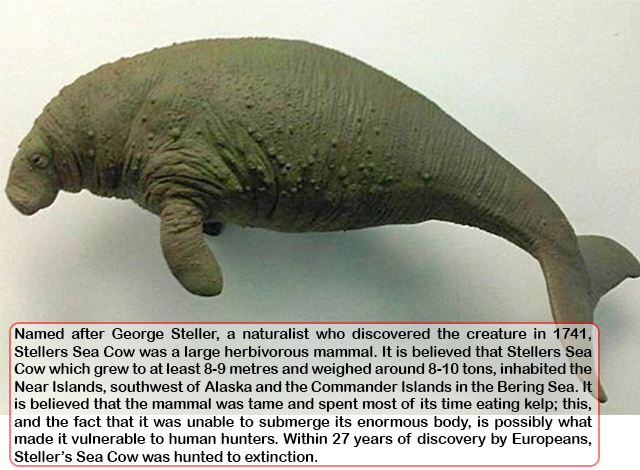 Named after George Steller, a naturalist who discovered the creature in 1741,
Stellers Sea Cow was a large herbivorous mammal. It is believed that Stellers Sea
Cow which grew to at least 8-9 metres and weighed around 8-10 tons, inhabited the
Near Islands, southwest of Alaska and the Commander Islands in the Bering Sea. It
is believed that the mammal was tame and spent most of its time eating kelp; this,
and the fact that it was unable to submerge its enormous body, is possibly what
made it vulnerable to human hunters. Within 27 years of discovery by Europeans,
Steller's Sea Cow was hunted to extinction.